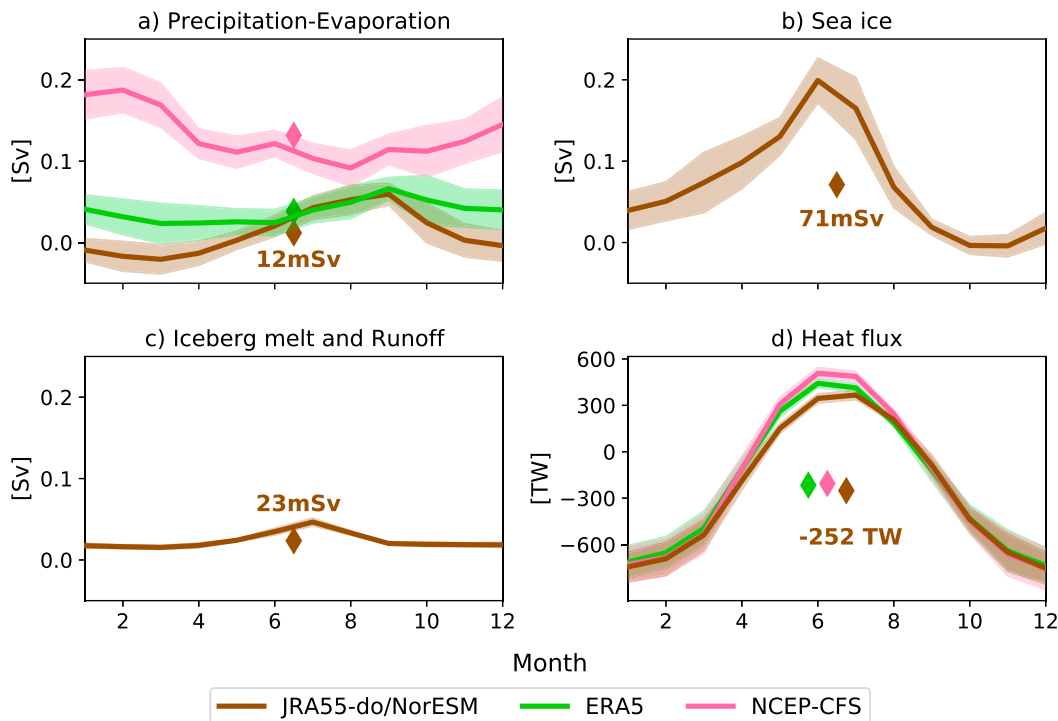 a) Precipitation-Evaporation
b) Sea ice
[Sv]
0.2
0.1
0.0
12mSv
[Sv]
0.2
0.1
0.0
71mSv
c) Iceberg melt and Runoff
d) Heat flux
[Sv]
0.2
0.1
0.0
23mSv
2 4 6 8 10 12
[TW]
600
300
0
−300
−600
-252 TW
2 4 6 8 10 12
Month
JRA55-do/NorESM ERA5 NCEP-CFS